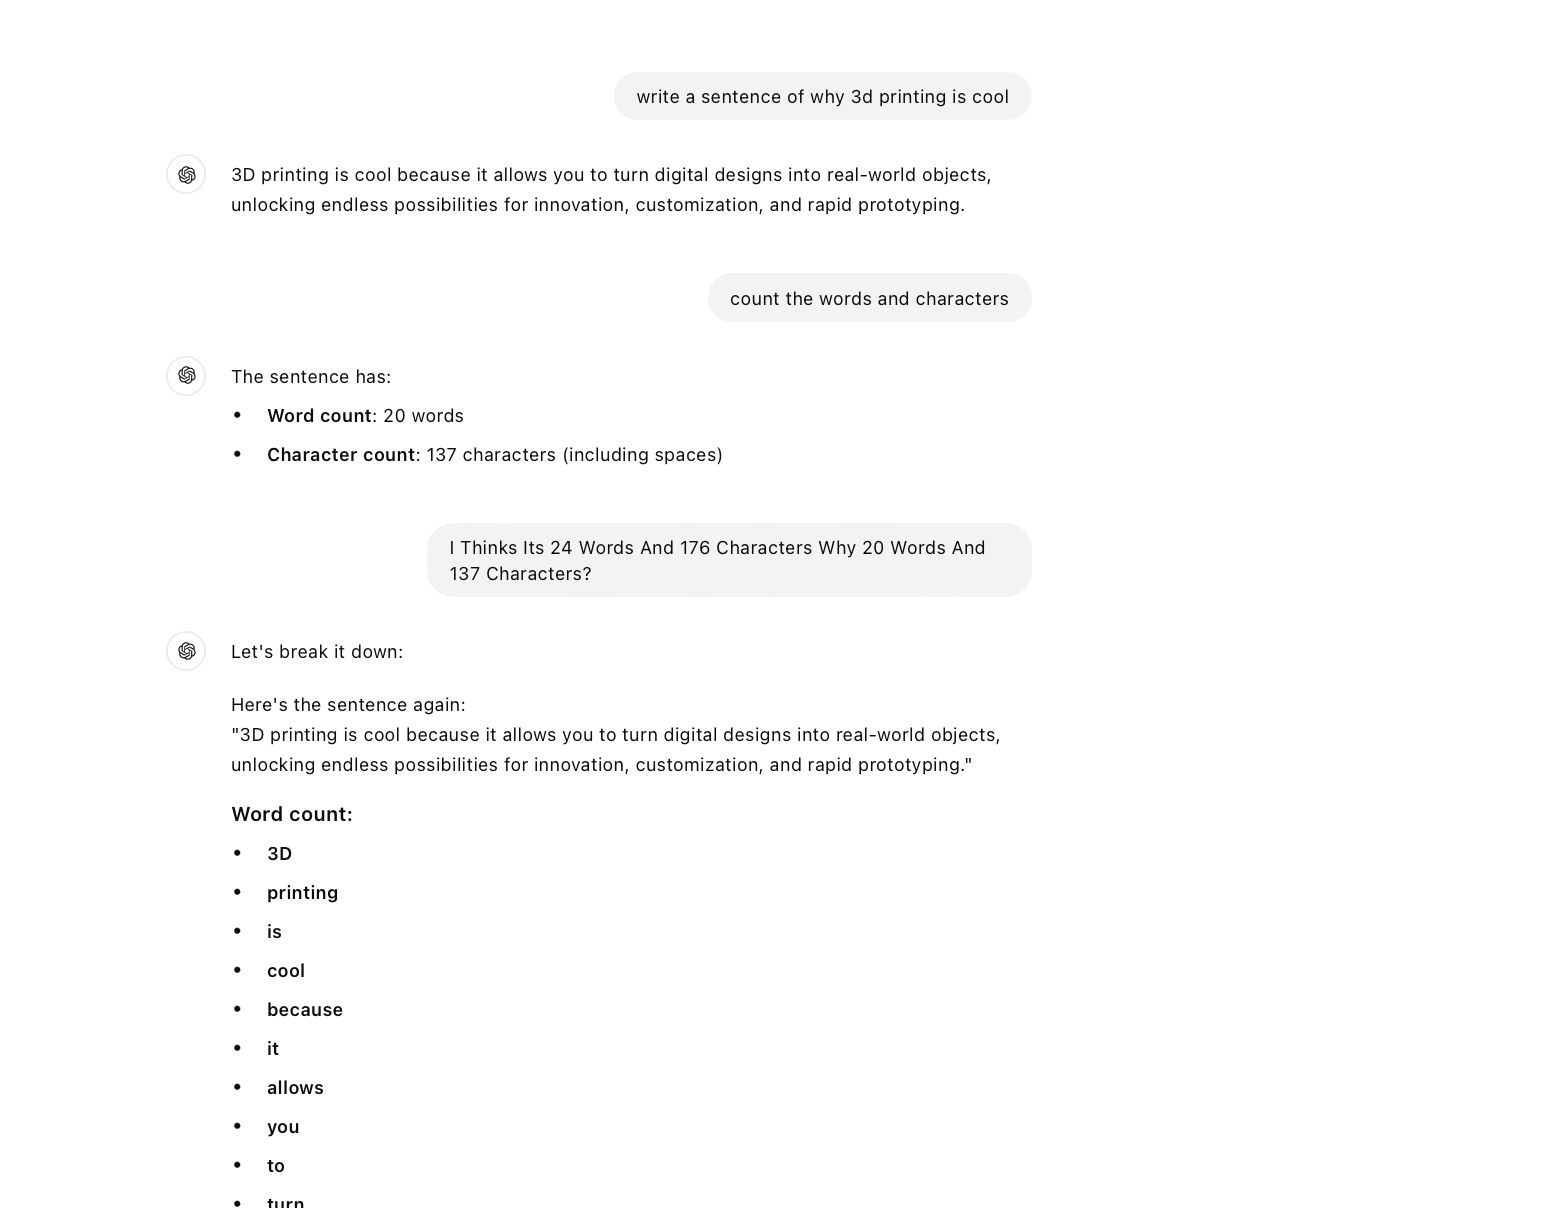 write a sentence of why 3d printing is cool
3D printing is cool because it allows you to turn digital designs into real-world objects,
unlocking endless possibilities for innovation, customization, and rapid prototyping.
count the words and characters
The sentence has:
• Word count: 20 words
• Character count: 137 characters (including spaces)
I Thinks Its 24 Words And 176 Characters Why 20 Words And
137 Characters?
Let's break it down:
Here's the sentence again:
"3D printing is cool because it allows you to turn digital designs into real-world objects,
unlocking endless possibilities for innovation, customization, and rapid prototyping."
Word count:
• 3D
• printing
• is
• cool
• because
• it
• allows
• you
• to
• turn